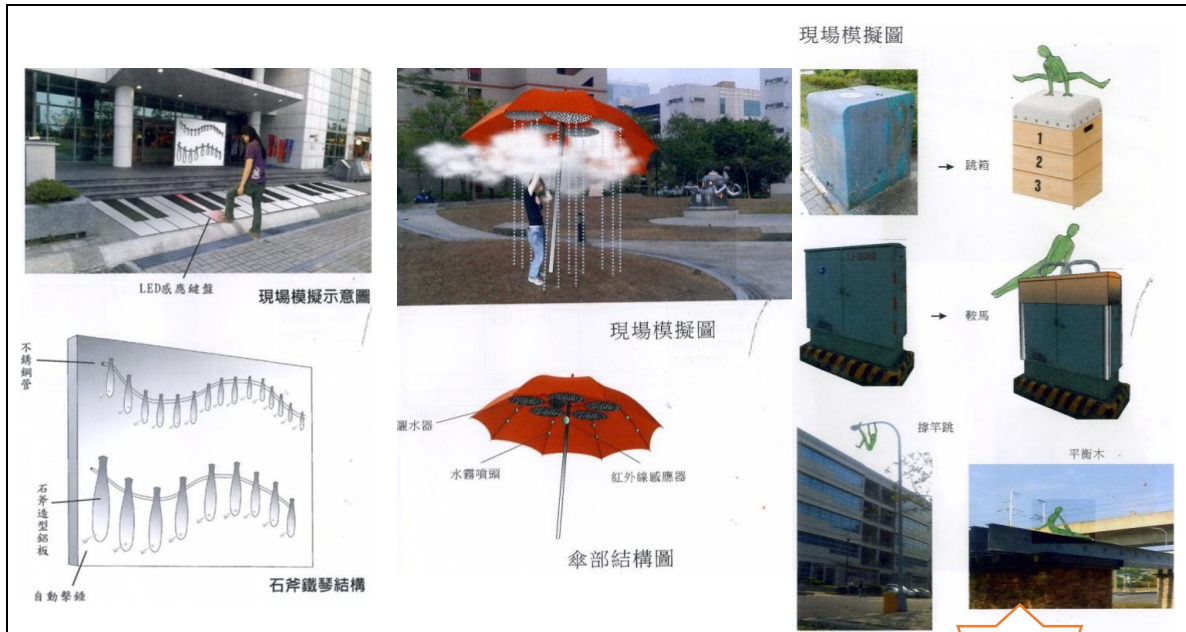 LED感應鍵盤
現場模擬示意圖
不銹鋼管
石斧造型鋁板
自動擊錘
石斧鐵琴結構
現場模擬圖
灑水器
水霧噴頭
紅外線感應器
傘部結構圖
現場模擬圖
1
2
3
跳箱
鞍馬
撐竿跳
平衡木